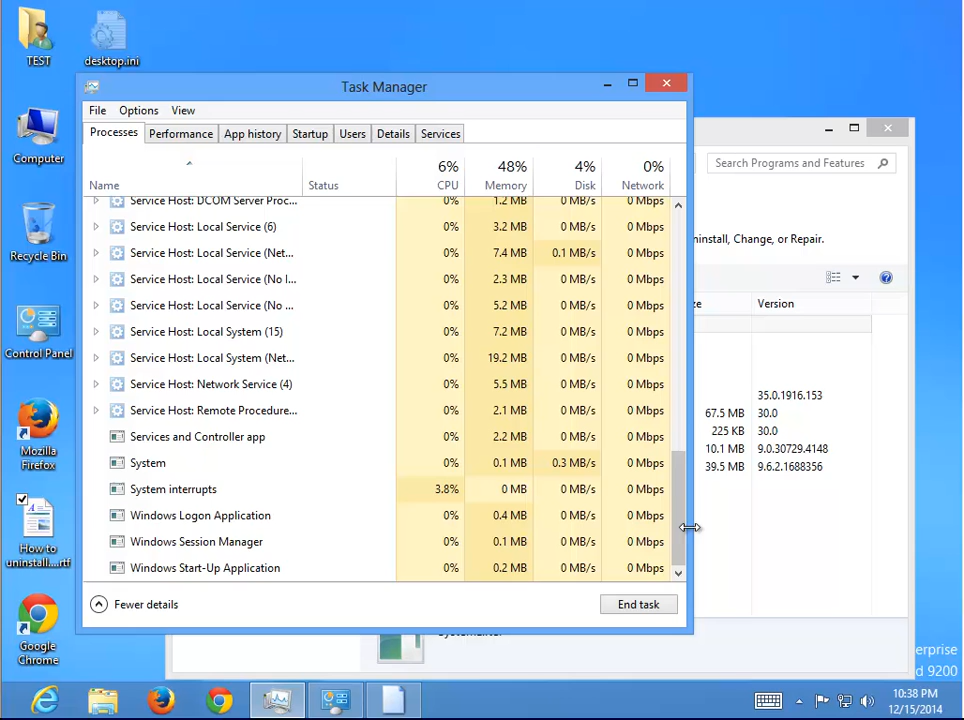 TEST
desktop.ini
Computer
Recycle Bin
Control Panel
Mozilla
Firefox
How to
uninstall....rtf
Google
Chrome
Task Manager
File Options View
Processes Performance App history Startup Users Details Services
6% 48% 4% 0%
Name Status CPU Memory Disk Network
Service Host: DCOM Server Proc... 0% 1.2 MB 0 MB/s 0 Mbps
Service Host: Local Service (6) 0% 3.2 MB 0 MB/s 0 Mbps
Service Host: Local Service (Net... 0% 7.4 MB 0.1 MB/s 0 Mbps
Service Host: Local Service (No I... 0% 2.3 MB 0 MB/s 0 Mbps
Service Host: Local Service (No ... 0% 5.2 MB 0 MB/s 0 Mbps
Service Host: Local System (15) 0% 7.2 MB 0 MB/s 0 Mbps
Service Host: Local System (Net... 0% 19.2 MB 0 MB/s 0 Mbps
Service Host: Network Service (4) 0% 5.5 MB 0 MB/s 0 Mbps
Service Host: Remote Procedure... 0% 2.1 MB 0 MB/s 0 Mbps
Services and Controller app 0% 2.2 MB 0 MB/s 0 Mbps
System 0% 0.1 MB 0.3 MB/s 0 Mbps
System interrupts 3.8% 0 MB 0 MB/s 0 Mbps
Windows Logon Application 0% 0.4 MB 0 MB/s 0 Mbps
Windows Session Manager 0% 0.1 MB 0 MB/s 0 Mbps
Windows Start-Up Application 0% 0.2 MB 0 MB/s 0 Mbps
Fewer details End task
Search Programs and Features
ninstall, Change, or Repair.
ze Version
35.0.1916.153
67.5 MB 30.0
225 KB 30.0
10.1 MB 9.0.30729.4148
39.5 MB 9.6.2.1688356
erprise
d 9200
10:38 PM
12/15/2014